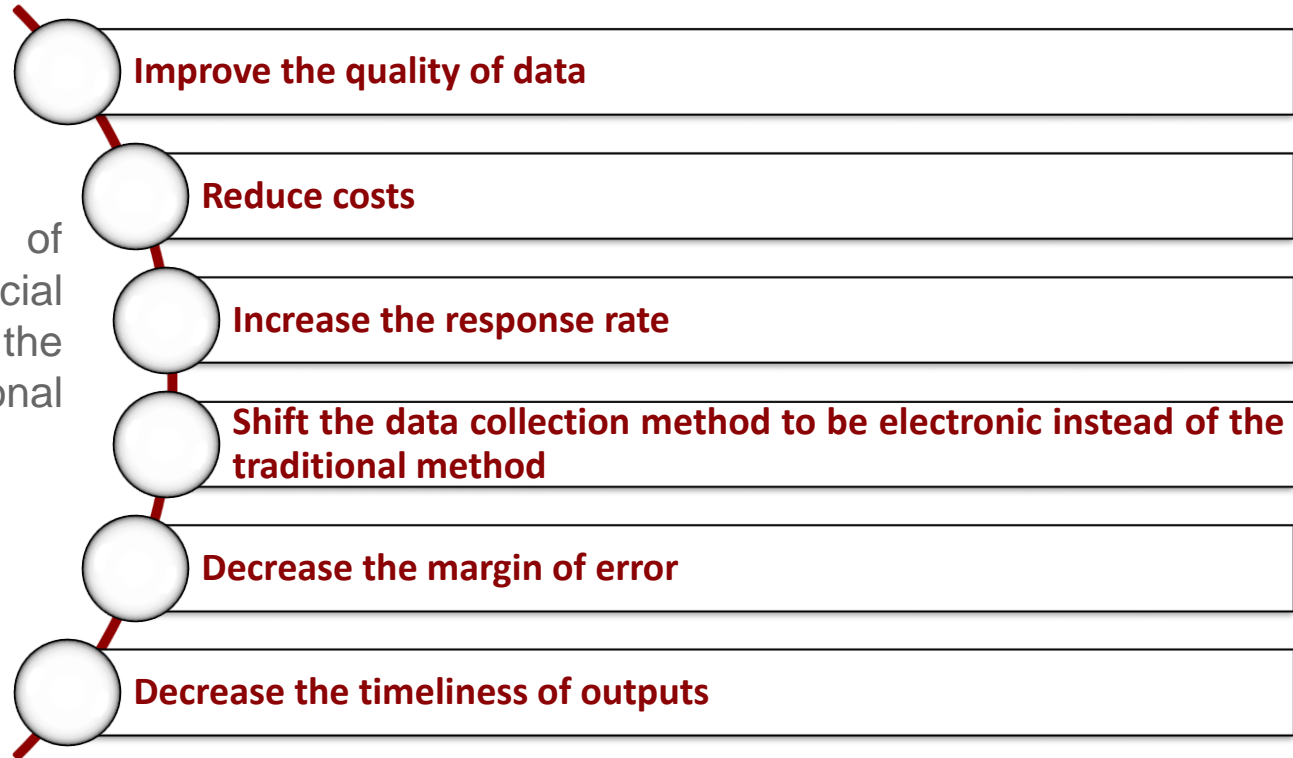 Improve the quality of data
Reduce costs
of
cial
the
onal
Increase the response rate
Shift the data collection method to be electronic instead of the
traditional method
Decrease the margin of error
Decrease the timeliness of outputs